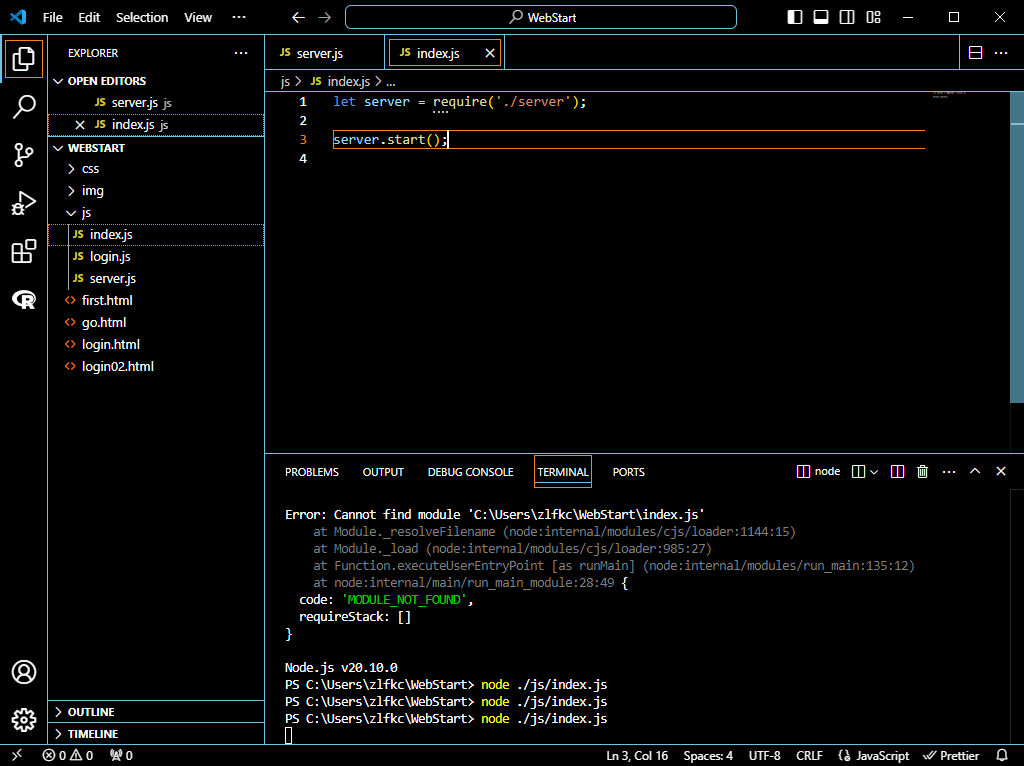 File Edit Selection View ··· WebStart
EXPLORER ···
OPEN EDITORS
JS server.js js
JS index.js js
WEBSTART
css
img
js
JS index.js
JS login.js
JS server.js
first.html
go.html
login.html
login02.html
OUTLINE
TIMELINE
JS server.js JS index.js
js > JS index.js > ...
1 let server = require('./server');
2
3 server.start();
4
PROBLEMS OUTPUT DEBUG CONSOLE TERMINAL PORTS node
Error: Cannot find module 'C:\Users\zlfkc\WebStart\index.js'
at Module._resolveFilename (node:internal/modules/cjs/loader:1144:15)
at Module._load (node:internal/modules/cjs/loader:985:27)
at Function.executeUserEntryPoint [as runMain] (node:internal/modules/run_main:135:12)
at node:internal/main/run_main_module:28:49 {
code: 'MODULE_NOT_FOUND',
requireStack: []
}
Node.js v20.10.0
PS C:\Users\zlfkc\WebStart> node ./js/index.js
PS C:\Users\zlfkc\WebStart> node ./js/index.js
PS C:\Users\zlfkc\WebStart> node ./js/index.js
0 0 0 Ln 3, Col 16 Spaces: 4 UTF-8 CRLF JavaScript Prettier